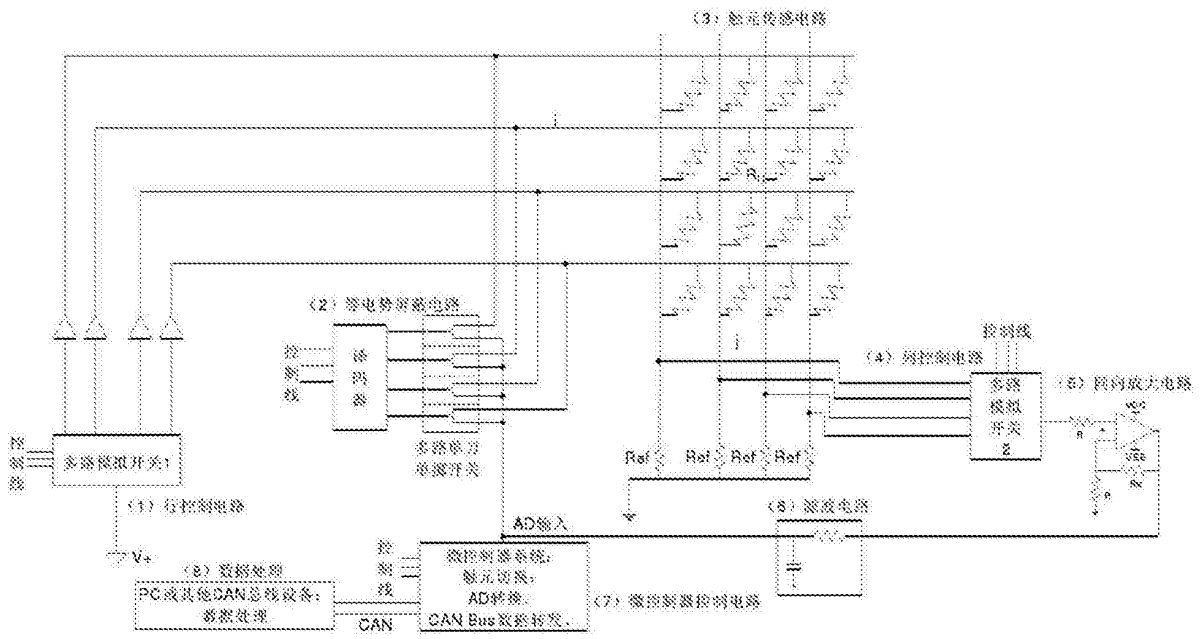 （3）触元传感电路
i
R
（2）等电势屏蔽电路
控
制
线
译
码
器
多路单刀
单掷开关
j
控制线
（4）列控制电路
多路
模拟
开关
2
（5）同向放大电路
R
R
R
Ref Ref Ref Ref
控
制
线
多路模拟开关1
（1）行控制电路
V+
AD输入
（6）滤波电路
控
制
线
微控制器系统：
触元切换，
AD转换，
CAN Bus数据转发。
（7）微控制器控制电路
（8）数据处理
PC或其他CAN总线设备：
数据处理
CAN